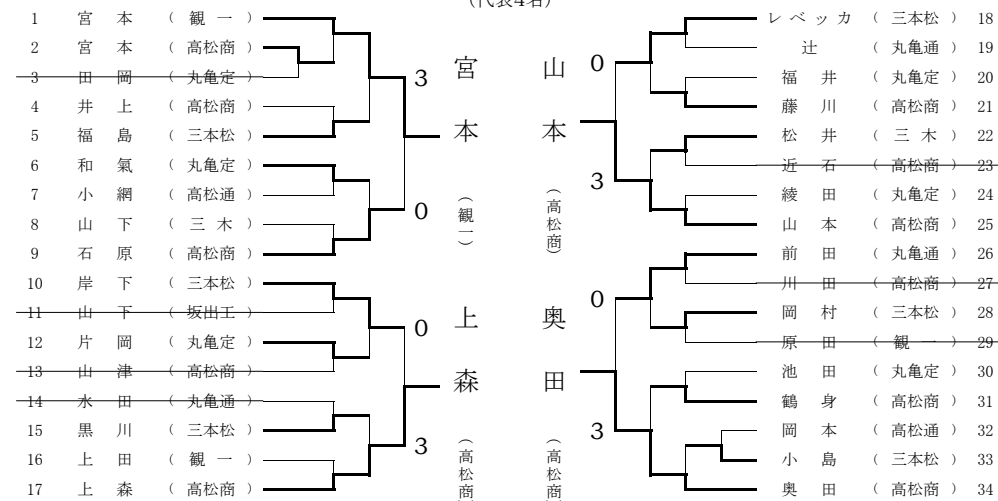 (代表4名)
1 宮本 (観一)
2 宮本 (高松商)
3 田岡 (丸亀定)
4 井上 (高松商)
5 福島 (三本松)
6 和氣 (丸亀定)
7 小網 (高松通)
8 山下 (三木)
9 石原 (高松商)
10 岸下 (三本松)
11 山下 (坂出工)
12 片岡 (丸亀定)
13 山津 (高松商)
14 水田 (丸亀通)
15 黒川 (三本松)
16 上田 (観一)
17 上森 (高松商)
3
0
宮本
(観一)
0
3
上森
(高松商
0
3
山本
(高松商)
0
3
奥田
(高松商
レベッカ (三本松) 18
辻 (丸亀通) 19
福井 (丸亀定) 20
藤川 (高松商) 21
松井 (三木) 22
近石 (高松商) 23
綾田 (丸亀定) 24
山本 (高松商) 25
前田 (丸亀通) 26
川田 (高松商) 27
岡村 (三本松) 28
原田 (観一) 29
池田 (丸亀定) 30
鶴身 (高松商) 31
岡本 (高松通) 32
小島 (三本松) 33
奥田 (高松商) 34